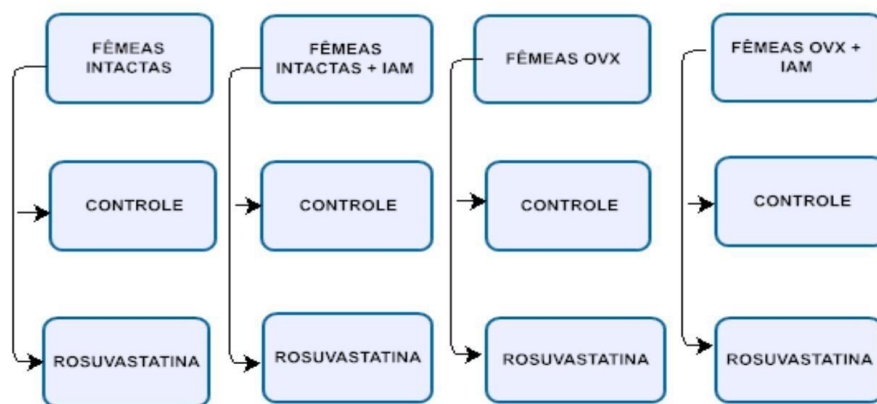 FÊMEAS
INTACTAS
FÊMEAS
INTACTAS + IAM
FÊMEAS OVX
FÊMEAS OVX +
IAM
CONTROLE
CONTROLE
CONTROLE
CONTROLE
ROSUVASTATINA
ROSUVASTATINA
ROSUVASTATINA
ROSUVASTATINA